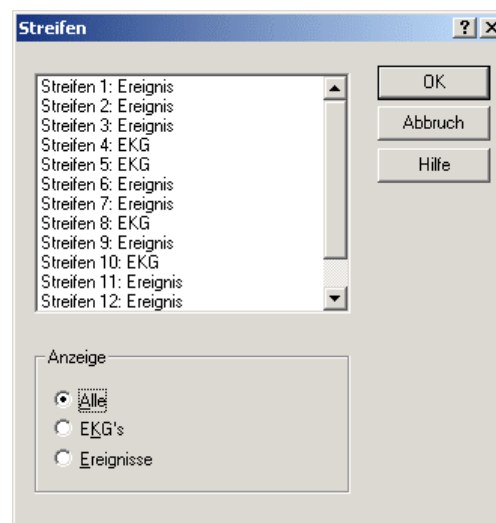 Streifen
Streifen 1: Ereignis
Streifen 2: Ereignis
Streifen 3: Ereignis
Streifen 4: EKG
Streifen 5: EKG
Streifen 6: Ereignis
Streifen 7: Ereignis
Streifen 8: EKG
Streifen 9: Ereignis
Streifen 10: EKG
Streifen 11: Ereignis
Streifen 12: Ereignis
OK
Abbruch
Hilfe
Anzeige
Alle
EKG's
Ereignisse